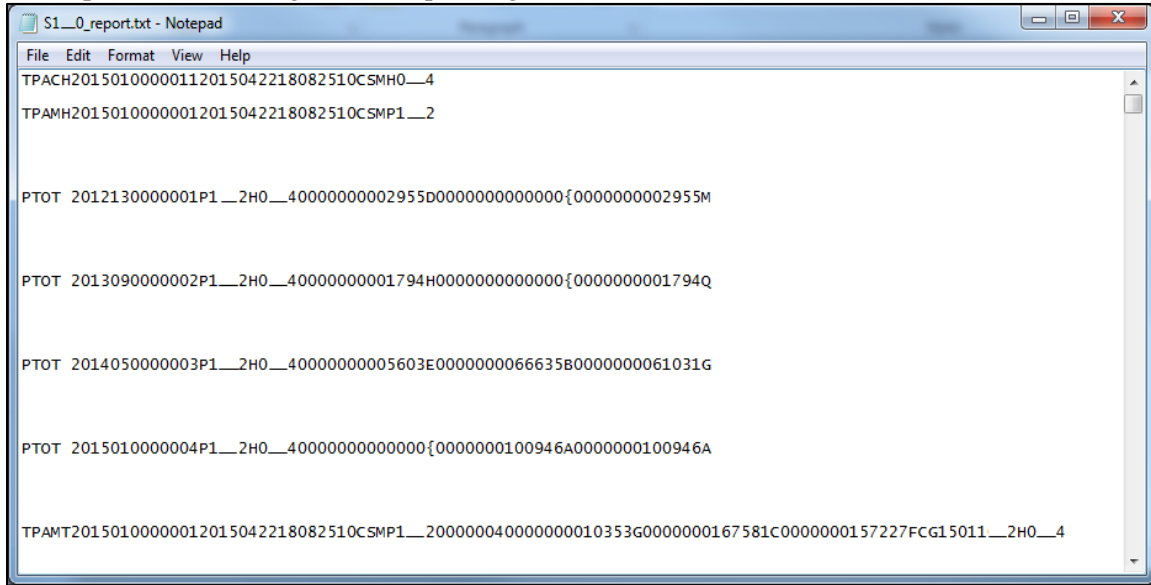 S1__0_report.txt - Notepad
File Edit Format View Help
TPACH20150100000112015042218082510CSMH0__4
TPAMH20150100000012015042218082510CSMP1__2
PTOT 2012130000001P1__2H0__40000000002955D0000000000000{0000000002955M
PTOT 2013090000002P1__2H0__40000000001794H0000000000000{0000000001794Q
PTOT 2014050000003P1__2H0__40000000005603E0000000066635B0000000061031G
PTOT 2015010000004P1__2H0__40000000000000{0000000100946A0000000100946A
TPAMT20150100000012015042218082510CSMP1__20000004000000010353G0000000167581C0000000157227FCG15011__2H0__4